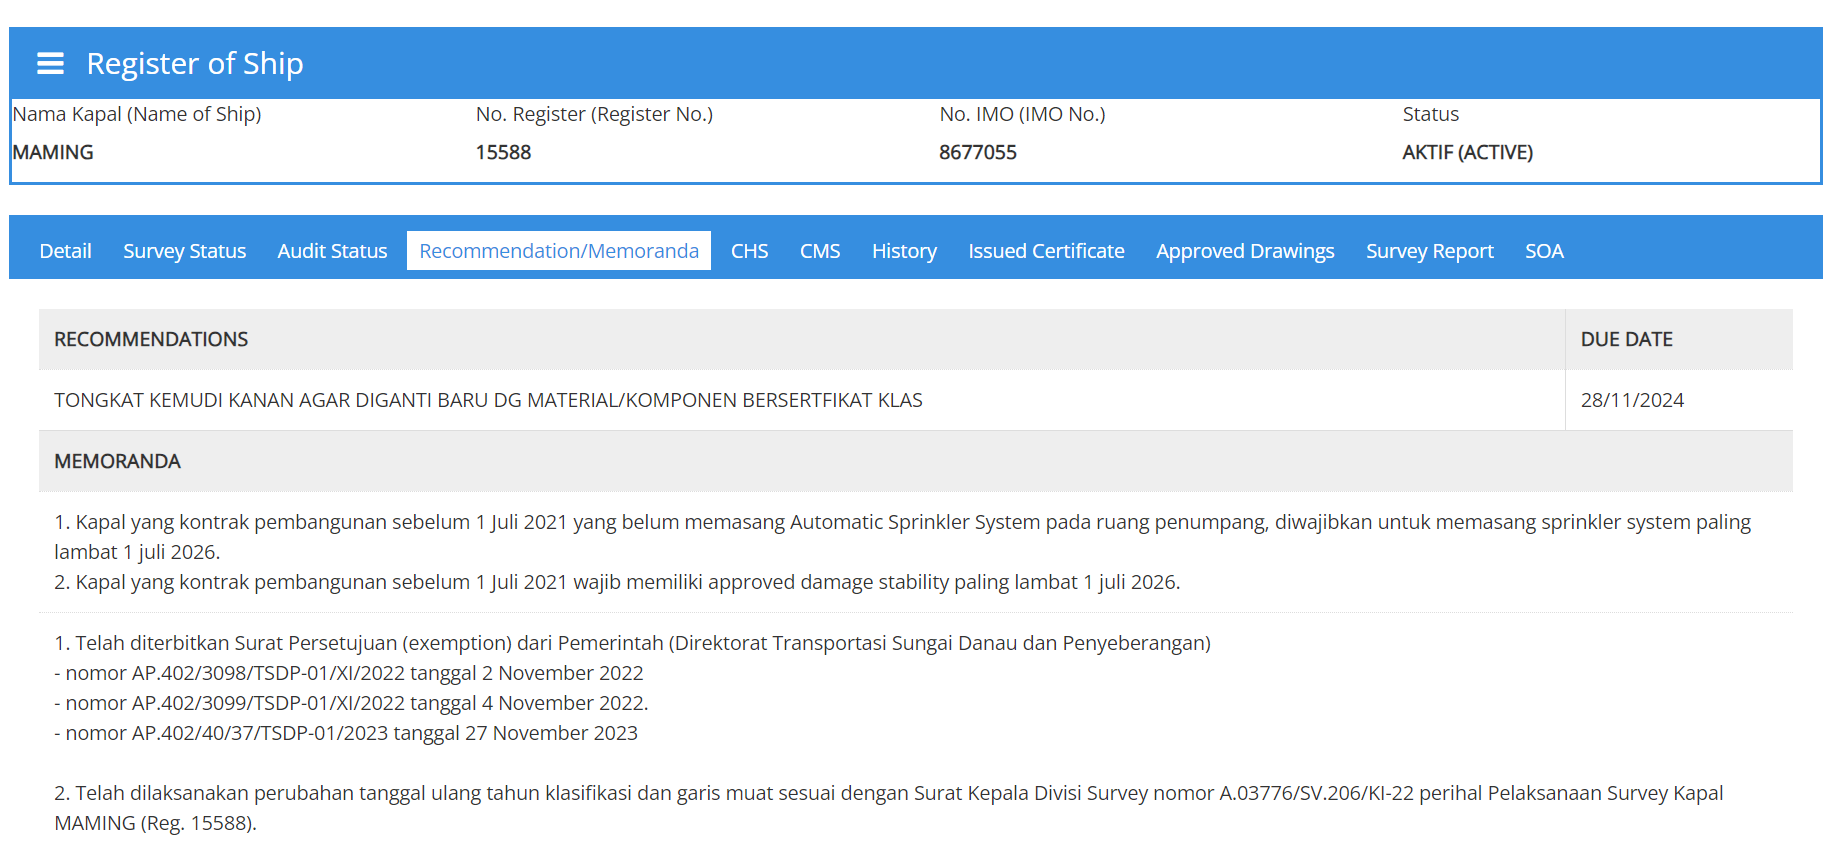 Register of Ship
Nama Kapal (Name of Ship) No. Register (Register No.) No. IMO (IMO No.) Status
MAMING 15588 8677055 AKTIF (ACTIVE)
Detail Survey Status Audit Status Recommendation/Memoranda CHS CMS History Issued Certificate Approved Drawings Survey Report SOA
RECOMMENDATIONS DUE DATE
TONGKAT KEMUDI KANAN AGAR DIGANTI BARU DG MATERIAL/KOMPONEN BERSERTFIKAT KLAS 28/11/2024
MEMORANDA
1. Kapal yang kontrak pembangunan sebelum 1 Juli 2021 yang belum memasang Automatic Sprinkler System pada ruang penumpang, diwajibkan untuk memasang sprinkler system paling
lambat 1 juli 2026.
2. Kapal yang kontrak pembangunan sebelum 1 Juli 2021 wajib memiliki approved damage stability paling lambat 1 juli 2026.
1. Telah diterbitkan Surat Persetujuan (exemption) dari Pemerintah (Direktorat Transportasi Sungai Danau dan Penyeberangan)
- nomor AP.402/3098/TSDP-01/XI/2022 tanggal 2 November 2022
- nomor AP.402/3099/TSDP-01/XI/2022 tanggal 4 November 2022.
- nomor AP.402/40/37/TSDP-01/2023 tanggal 27 November 2023
2. Telah dilaksanakan perubahan tanggal ulang tahun klasifikasi dan garis muat sesuai dengan Surat Kepala Divisi Survey nomor A.03776/SV.206/KI-22 perihal Pelaksanaan Survey Kapal
MAMING (Reg. 15588).